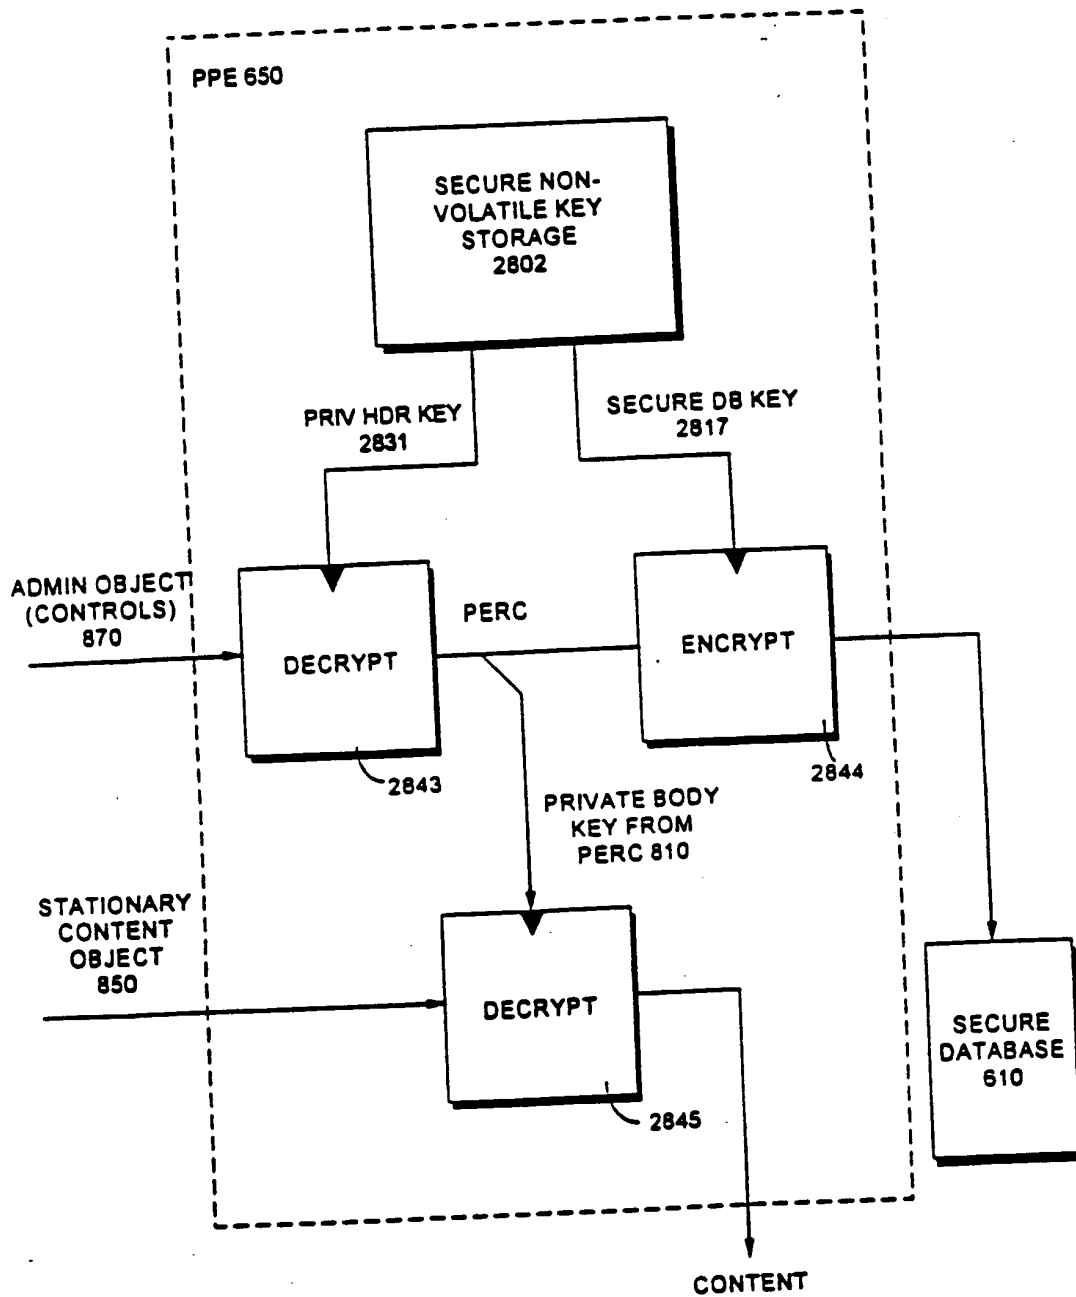 PPE 650
SECURE NON-
VOLATILE KEY
STORAGE
2802
PRIV HDR KEY
2831
SECURE DB KEY
2817
ADMIN OBJECT
(CONTROLS)
870
DECRYPT
PERC
ENCRYPT
2843
2844
PRIVATE BODY
KEY FROM
PERC 810
STATIONARY
CONTENT
OBJECT
850
DECRYPT
2845
SECURE
DATABASE
610
CONTENT